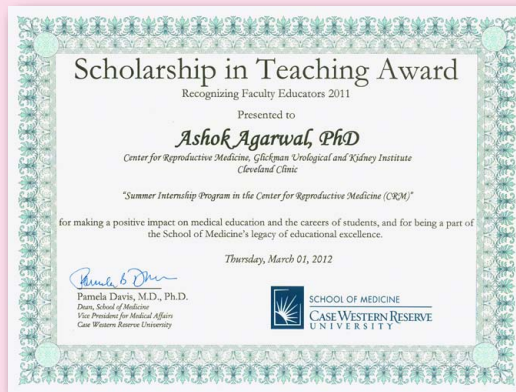 Scholarship in Teaching Award
Recognizing Faculty Educators 2011
Presented to
Ashok Agarwal, PhD
Center for Reproductive Medicine, Glickman Urological and Kidney Institute
Cleveland Clinic
"Summer Internship Program in the Center for Reproductive Medicine (CRM)"
for making a positive impact on medical education and the careers of students, and for being a part of
the School of Medicine's legacy of educational excellence.
Thursday, March 01, 2012
Pamela B Davis
Pamela Davis, M.D., Ph.D.
Dean, School of Medicine
Vice President for Medical Affairs
Case Western Reserve University
SCHOOL OF MEDICINE
CASE WESTERN RESERVE
UNIVERSITY